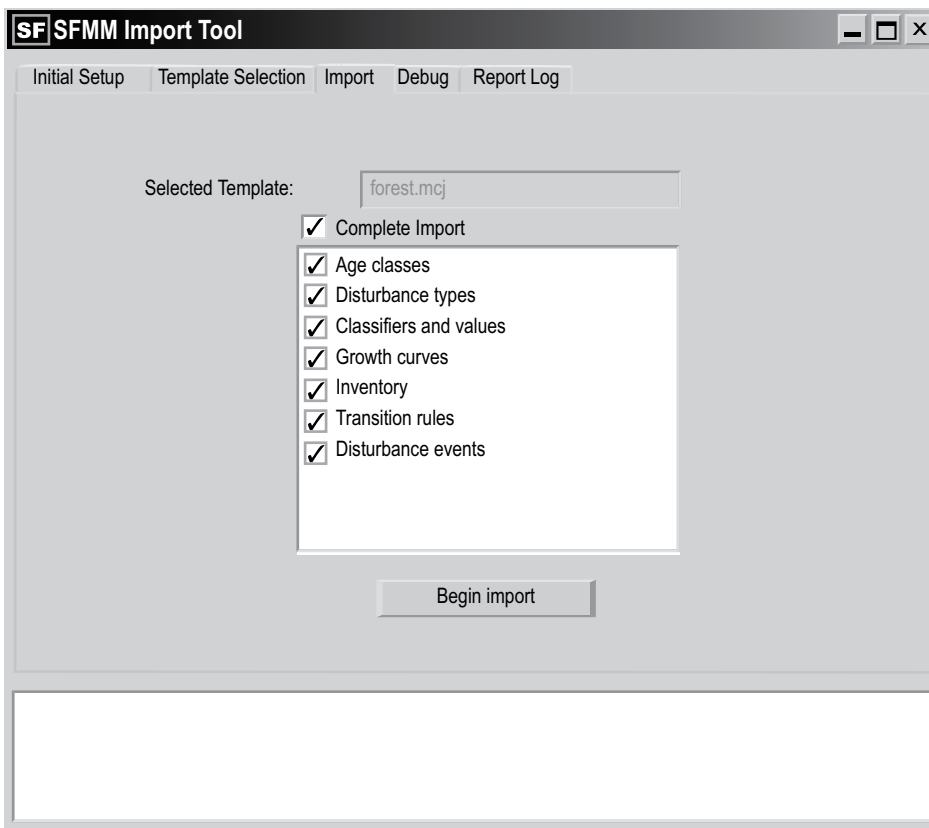 SF SFMM Import Tool
Initial Setup Template Selection Import Debug Report Log
Selected Template: forest.mcj
Complete Import
Age classes
Disturbance types
Classifiers and values
Growth curves
Inventory
Transition rules
Disturbance events
Begin import